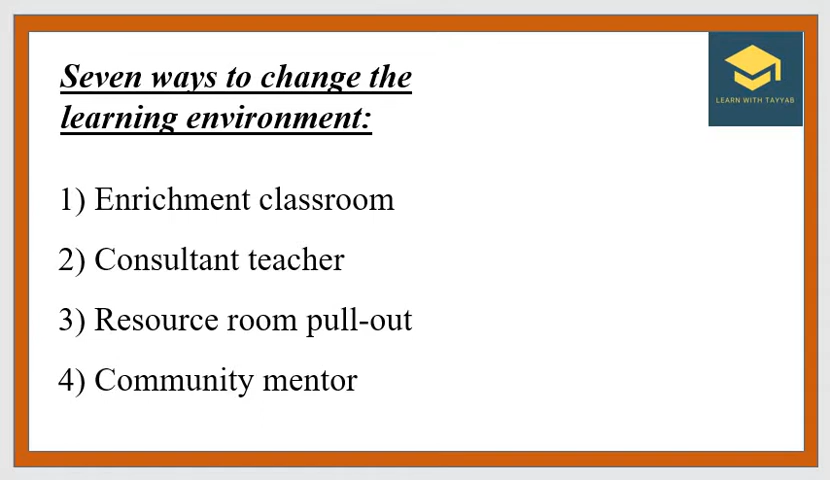 Seven ways to change the
learning environment:
LEARN WITH TAYYAB
1) Enrichment classroom
2) Consultant teacher
3) Resource room pull-out
4) Community mentor